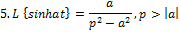 5. L {sinhat} = a / (p² − a²), p > |a|